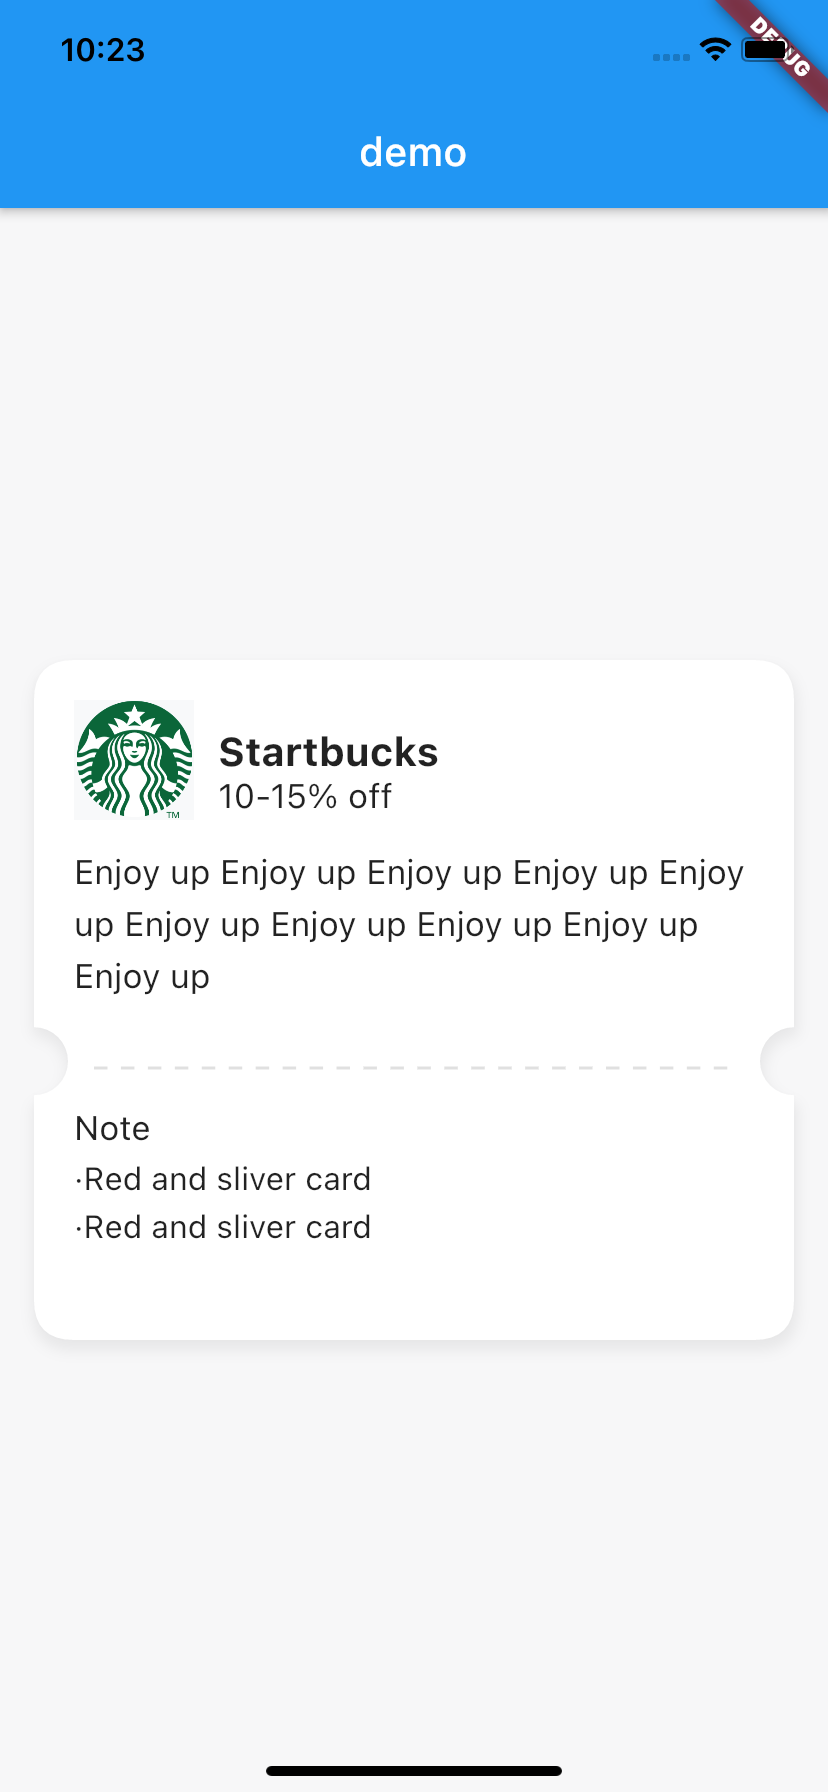 10:23
DEBUG
demo
Startbucks
10-15% off
TM
Enjoy up Enjoy up Enjoy up Enjoy up Enjoy
up Enjoy up Enjoy up Enjoy up Enjoy up
Enjoy up
Note
·Red and sliver card
·Red and sliver card